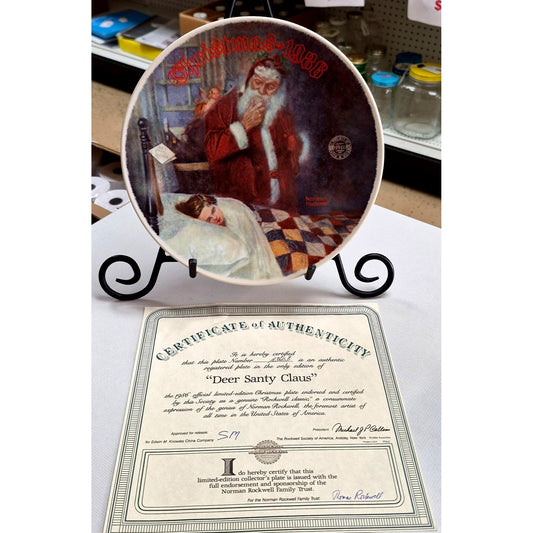 Christmas-1986
Norman
Rockwell
CERTIFICATE of AUTHENTICITY
It is hereby certified
that this plate Number is an authentic
registered plate in the only edition of
"Deer Santy Claus"
the 1986 official limited-edition Christmas plate endorsed and certified
by this Society as a genuine "Rockwell classic," a consummate
expression of the genius of Norman Rockwell, the foremost artist of
all time in the United States of America.
Approved for release: SM
for Edwin M. Knowles China Company
President
The Rockwell Society of America, Ardsley, New York
I do hereby certify that this
limited-edition collector's plate is issued with the
full endorsement and sponsorship of the
Norman Rockwell Family Trust.
For the Norman Rockwell Family Trust Thomas Rockwell